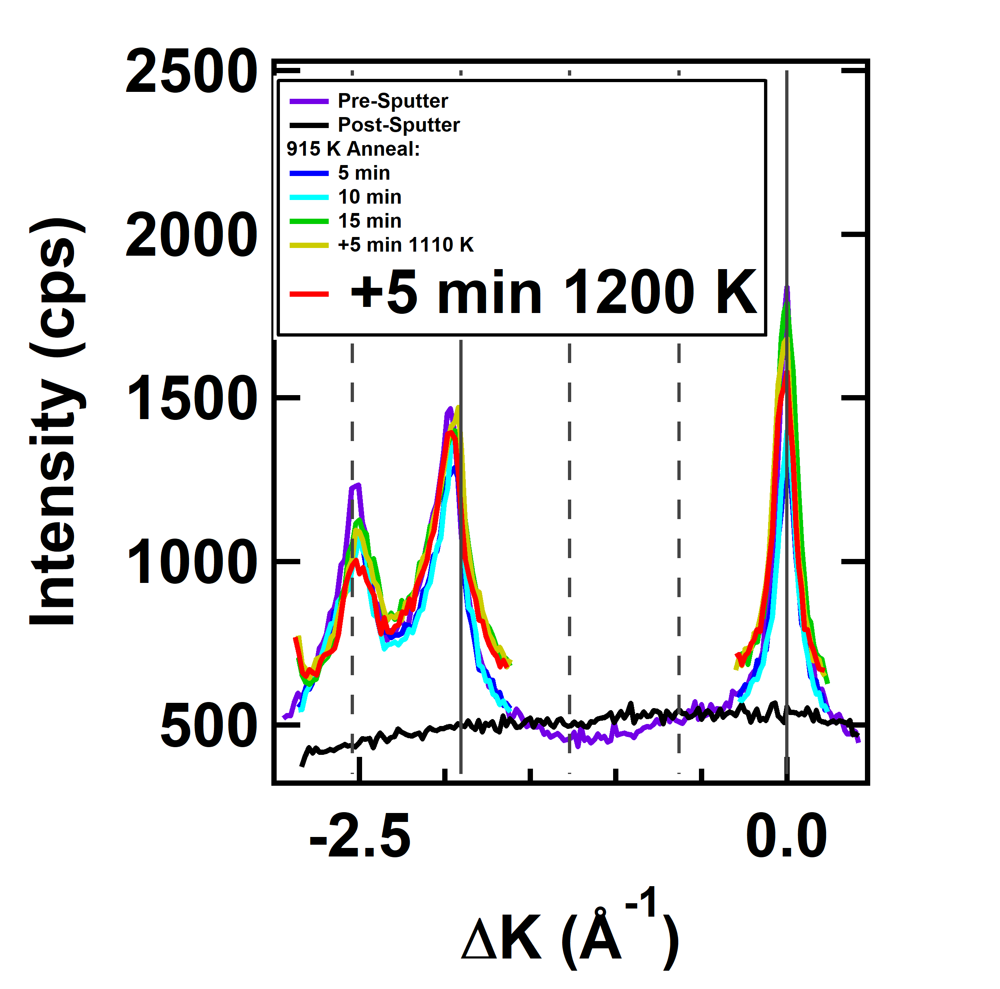 2500
2000
1500
1000
500
Intensity (cps)
Pre-Sputter
Post-Sputter
915 K Anneal:
5 min
10 min
15 min
+5 min 1110 K
+5 min 1200 K
-2.5
0.0
ΔK (Å⁻¹)